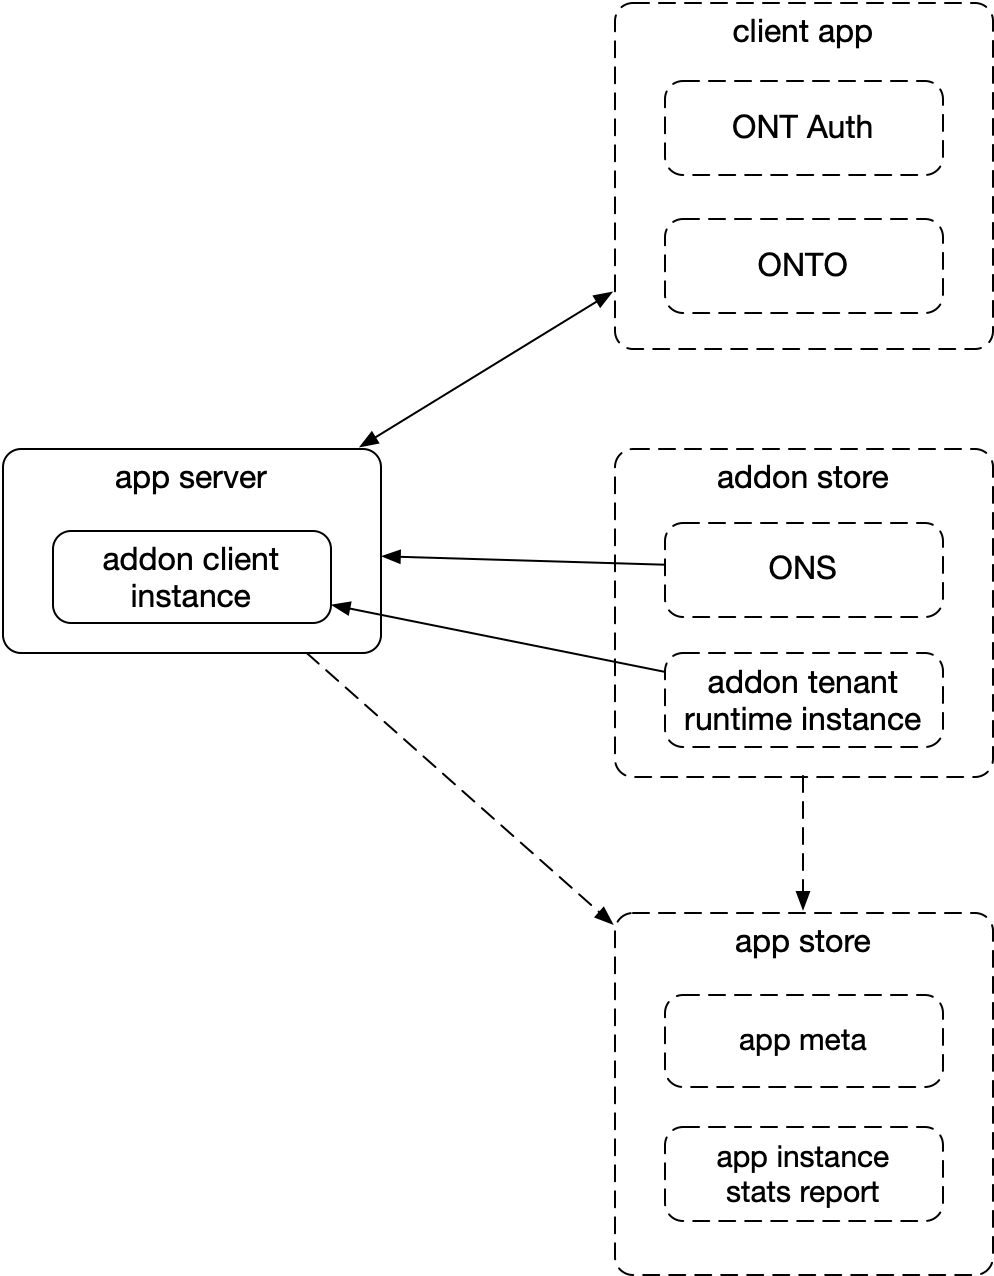 client app
ONT Auth
ONTO
app server
addon client
instance
addon store
ONS
addon tenant
runtime instance
app store
app meta
app instance
stats report